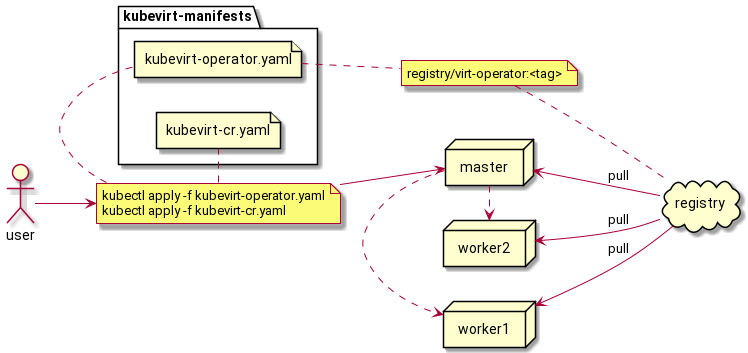 kubevirt-manifests
kubevirt-operator.yaml
registry/virt-operator:<tag>
kubevirt-cr.yaml
master
pull
registry
kubectl apply -f kubevirt-operator.yaml
kubectl apply -f kubevirt-cr.yaml
user
pull
worker2
pull
worker1